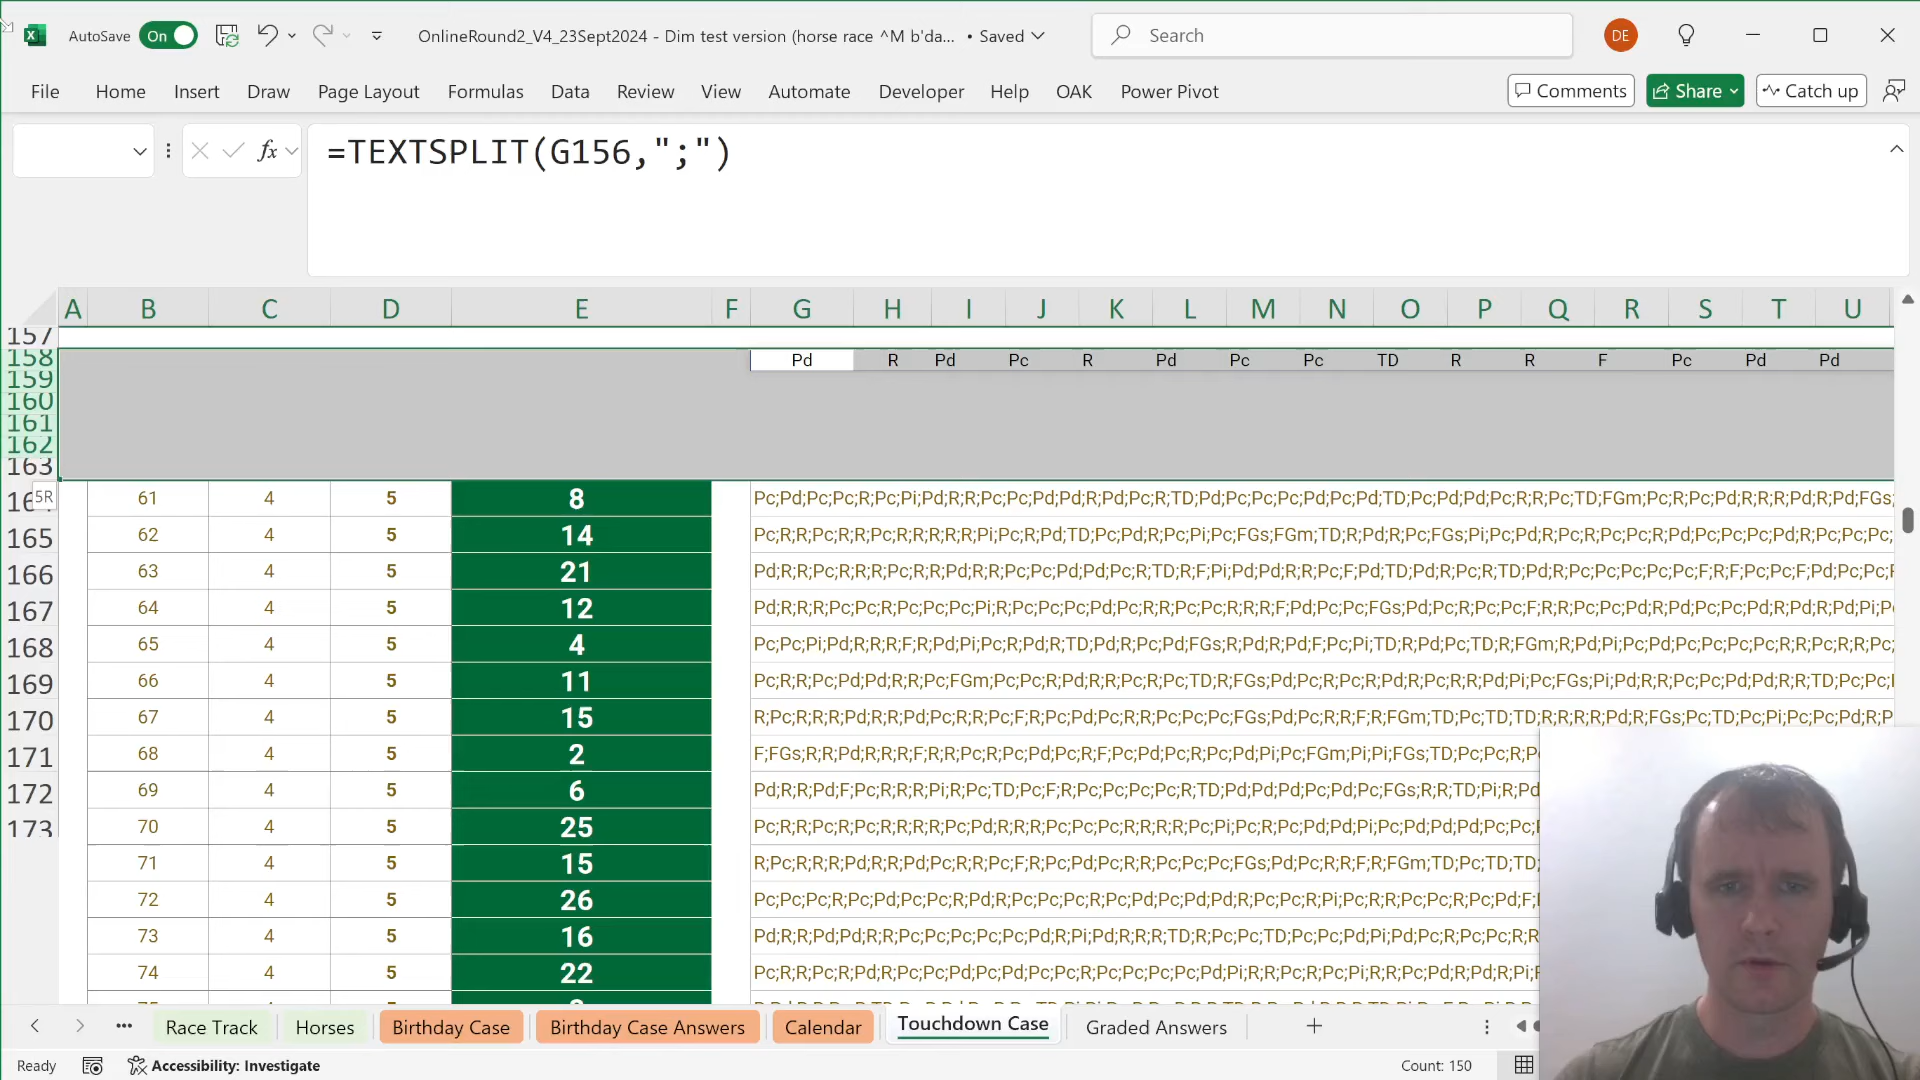 AutoSave On OnlineRound2_V4_23Sept2024 - Dim test version (horse race ^M b'da... • Saved Search DE
File Home Insert Draw Page Layout Formulas Data Review View Automate Developer Help OAK Power Pivot Comments Share Catch up
fx =TEXTSPLIT(G156,";")
A B C D E F G H I J K L M N O P Q R S T U
157
158 Pd R Pd Pc R Pd Pc Pc TD R R F Pc Pd Pd
159
160
161
162
163
5R
61 4 5 8 Pc;Pd;Pc;Pc;R;Pc;Pi;Pd;R;R;Pc;Pc;Pd;Pd;R;Pd;Pc;R;TD;Pd;Pc;Pc;Pd;Pc;Pd;TD;Pc;Pd;Pd;Pc;R;R;Pc;TD;FGm;Pc;R;Pc;Pd;R;R;R;Pd;R;Pd;FGs;
165 62 4 5 14 Pc;R;R;Pc;R;R;Pc;R;R;R;R;R;Pi;Pc;R;Pd;TD;Pc;Pd;R;Pc;Pi;Pc;FGs;FGm;TD;R;Pd;R;Pc;FGs;Pi;Pc;Pd;R;Pc;R;Pc;Pc;R;Pd;Pc;Pc;Pc;Pd;R;Pc;Pc;
166 63 4 5 21 Pd;R;R;Pc;R;R;R;Pc;R;R;Pd;R;R;Pc;Pc;Pd;Pd;Pc;R;TD;R;F;Pi;Pd;Pd;R;R;Pc;F;Pd;TD;Pd;R;Pc;R;TD;Pd;R;Pc;Pc;Pc;Pc;Pc;F;R;F;Pc;Pc;F;Pd;Pc;Pc;
167 64 4 5 12 Pd;R;R;R;Pc;Pc;R;Pc;Pc;Pc;Pi;R;Pc;Pc;Pc;Pd;Pc;R;R;Pc;Pc;R;R;R;F;Pd;Pc;Pc;FGs;Pd;Pc;R;Pc;Pc;F;R;R;Pc;Pc;Pd;R;Pd;Pc;Pd;R;Pd;R;Pd;Pi;
168 65 4 5 4 Pc;Pc;Pi;Pd;R;R;R;F;R;Pd;Pi;Pc;R;Pd;R;TD;Pd;R;Pc;Pd;FGs;R;Pd;R;Pd;F;Pc;Pi;TD;R;Pd;Pc;TD;R;FGm;R;Pd;Pi;Pc;Pd;Pc;Pc;Pc;Pc;R;R;Pc;R;Pc;
169 66 4 5 11 Pc;R;R;Pc;Pd;Pd;R;R;Pc;FGm;Pc;Pc;R;Pd;R;R;Pc;R;Pc;TD;R;FGs;Pd;Pc;R;Pc;R;Pd;R;Pc;R;R;Pd;Pi;Pc;FGs;Pi;Pd;R;R;Pc;Pc;Pd;Pd;R;R;TD;Pc;Pc;
170 67 4 5 15 R;Pc;R;R;R;Pd;R;R;Pd;Pc;R;R;Pc;F;R;Pc;Pd;Pc;R;Pc;Pc;Pc;FGs;Pd;Pc;R;R;F;R;FGm;TD;Pc;TD;TD;R;R;R;R;Pd;R;FGs;Pc;TD;Pc;Pi;Pc;Pc;Pd;R;P
171 68 4 5 2 F;FGs;R;R;Pd;R;R;R;F;R;R;Pc;R;Pc;Pd;Pc;R;F;Pc;Pd;Pc;R;Pc;Pd;Pi;Pc;FGm;Pi;Pi;FGs;TD;Pc;Pc;R;P
172 69 4 5 6 Pd;R;R;Pd;F;Pc;R;R;R;Pi;R;Pc;TD;Pc;F;R;Pc;Pc;Pc;Pc;R;TD;Pd;Pd;Pd;Pc;Pd;Pc;FGs;R;R;TD;Pi;R;Pd
173 70 4 5 25 Pc;R;R;Pc;R;Pc;R;R;R;R;Pc;Pd;R;R;R;Pc;Pc;Pc;R;R;R;R;Pc;Pi;Pc;R;Pc;Pd;Pd;Pi;Pc;Pd;Pd;Pd;Pc;Pc;
71 4 5 15 R;Pc;R;R;R;Pd;R;R;Pd;Pc;R;R;Pc;F;R;Pc;Pd;Pc;R;Pc;Pc;Pc;FGs;Pd;Pc;R;R;F;R;FGm;TD;Pc;TD;TD;
72 4 5 26 Pc;Pc;Pc;R;Pc;Pd;Pc;Pc;R;Pd;R;Pc;Pc;Pc;R;Pc;Pd;Pc;Pd;Pd;R;Pc;Pc;R;Pi;Pc;R;R;Pc;Pc;R;Pc;Pd;F;
73 4 5 16 Pd;R;R;Pd;Pd;R;R;Pc;Pc;Pc;Pc;Pc;Pd;R;Pi;Pd;R;R;R;TD;R;Pc;Pc;TD;Pc;Pc;Pd;Pi;Pd;Pc;R;Pc;Pc;R;R
74 4 5 22 Pc;R;R;Pc;R;Pd;R;Pc;Pc;Pd;Pc;Pc;Pc;R;Pc;Pc;Pc;Pc;Pd;Pi;R;R;Pc;R;Pc;Pi;R;R;Pc;Pd;R;Pd;R;Pi;
Race Track Horses Birthday Case Birthday Case Answers Calendar Touchdown Case Graded Answers
Ready Accessibility: Investigate Count: 150